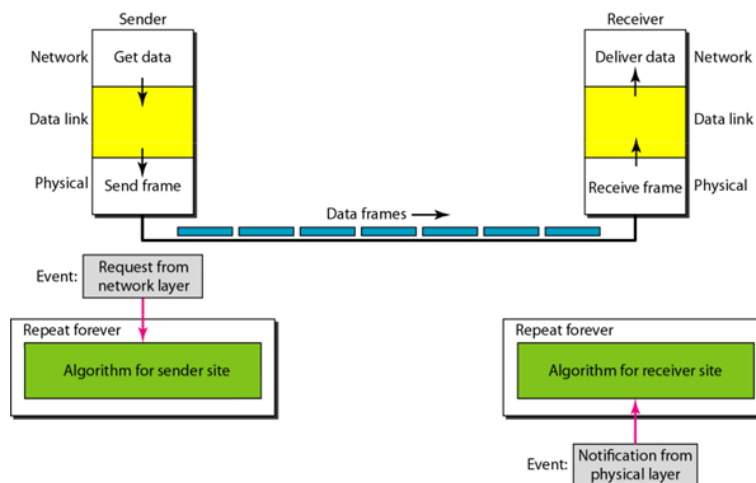 Sender
Receiver
Network
Get data
Deliver data
Network
Data link
Data link
Physical
Send frame
Receive frame
Physical
Data frames
Event:
Request from
network layer
Repeat forever
Algorithm for sender site
Repeat forever
Algorithm for receiver site
Event:
Notification from
physical layer